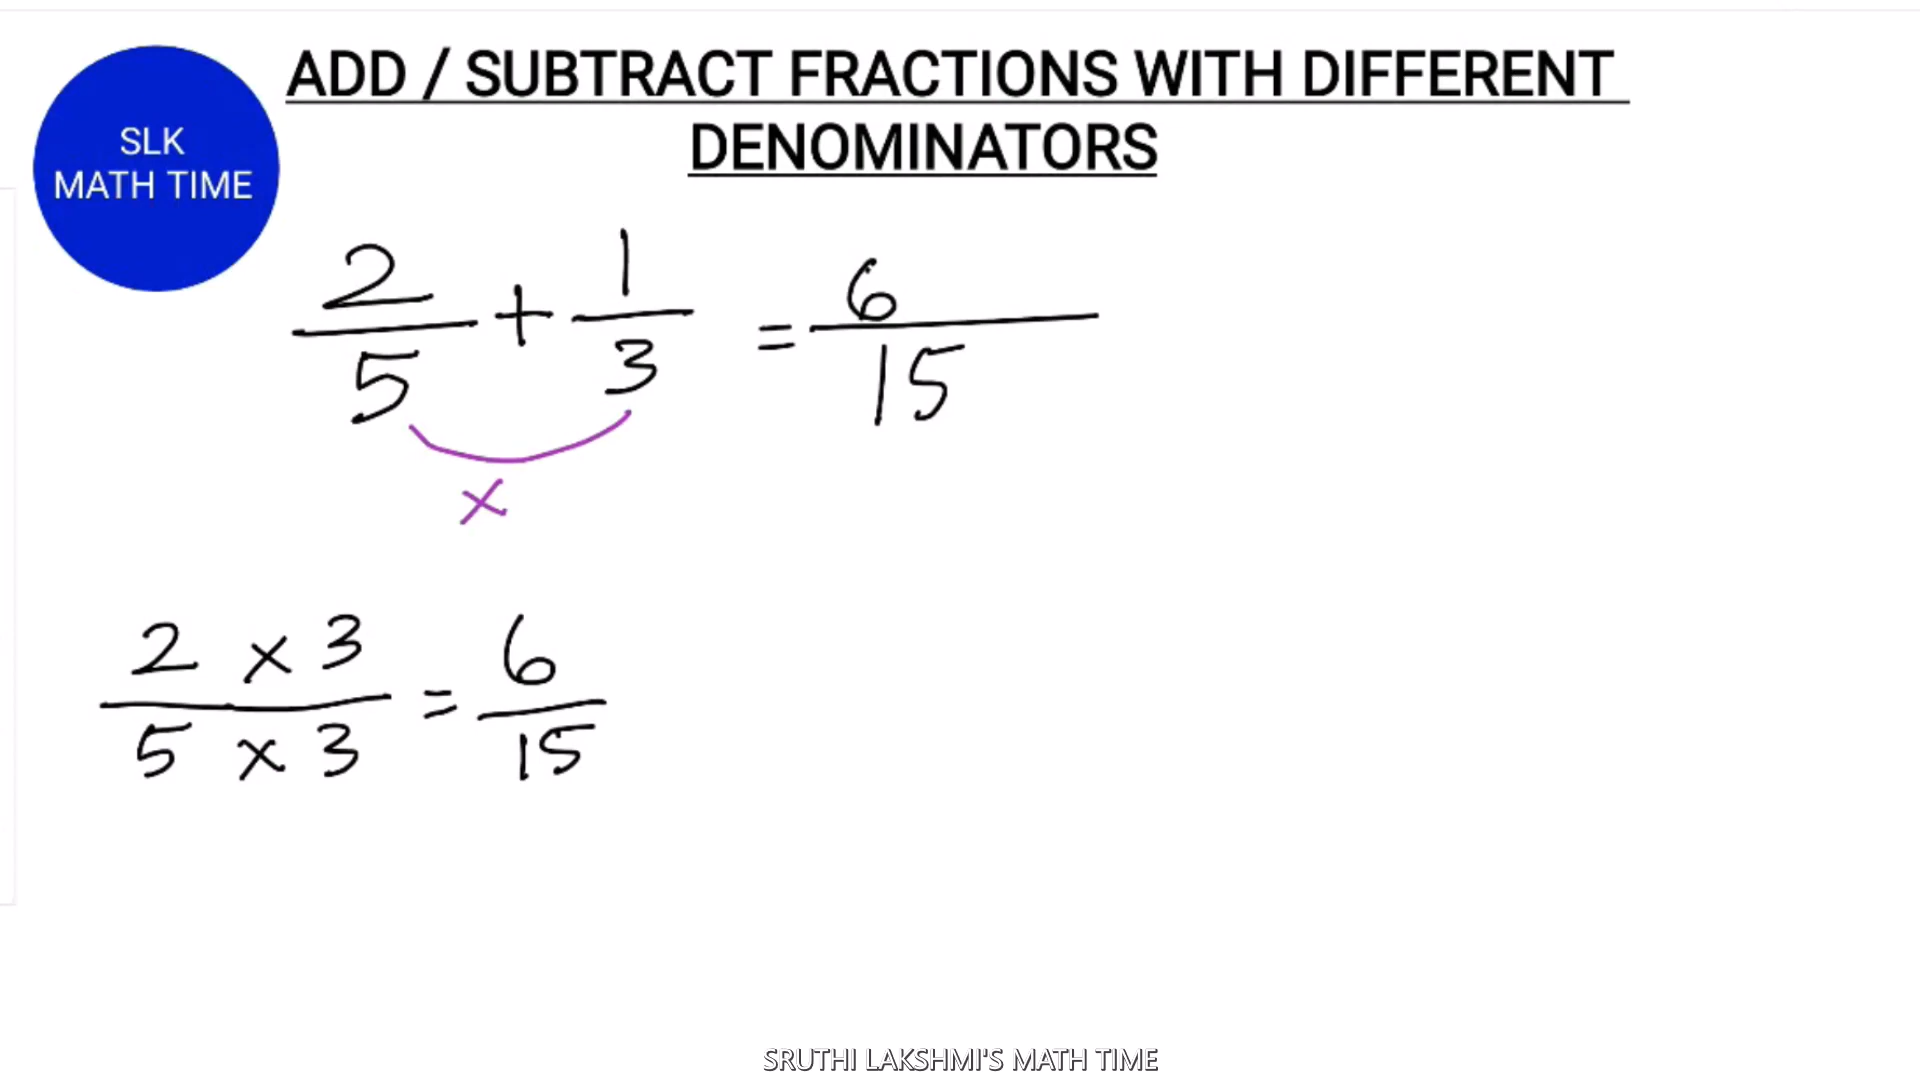 ADD / SUBTRACT FRACTIONS WITH DIFFERENT
DENOMINATORS
SLK
MATH TIME
2/5 + 1/3 = 6/15
x
2 x 3 / 5 x 3 = 6/15
SRUTHI LAKSHMI'S MATH TIME